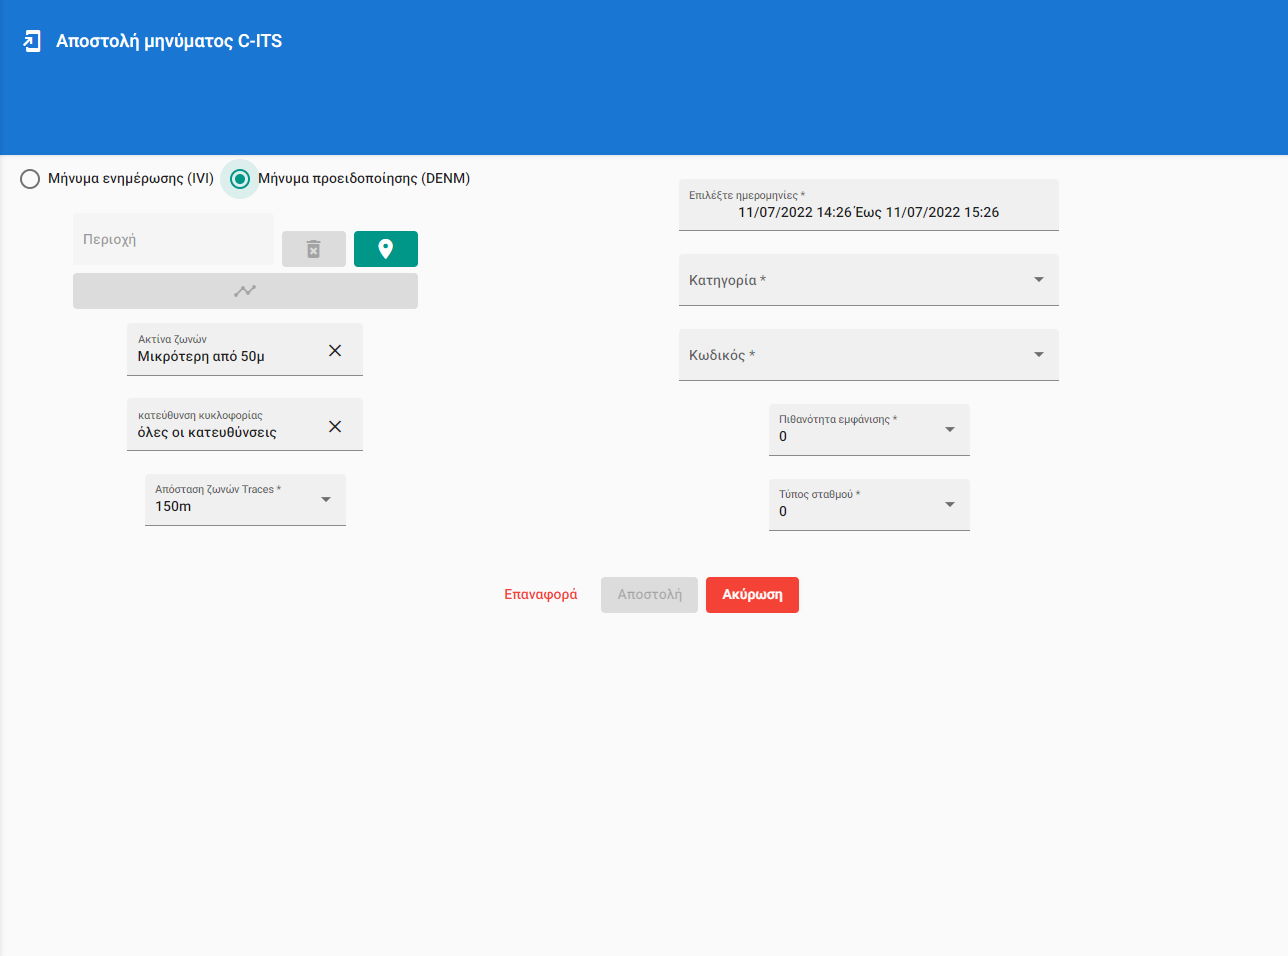 Αποστολή μηνύματος C-ITS
Μήνυμα ενημέρωσης (IVI)
Μήνυμα προειδοποίησης (DENM)
Περιοχή
Ακτίνα ζωνών
Μικρότερη από 50μ
κατεύθυνση κυκλοφορίας
όλες οι κατευθύνσεις
Απόσταση ζωνών Traces *
150m
Επιλέξτε ημερομηνίες *
11/07/2022 14:26 Έως 11/07/2022 15:26
Κατηγορία *
Κωδικός *
Πιθανότητα εμφάνισης *
0
Τύπος σταθμού *
0
Επαναφορά
Αποστολή
Ακύρωση